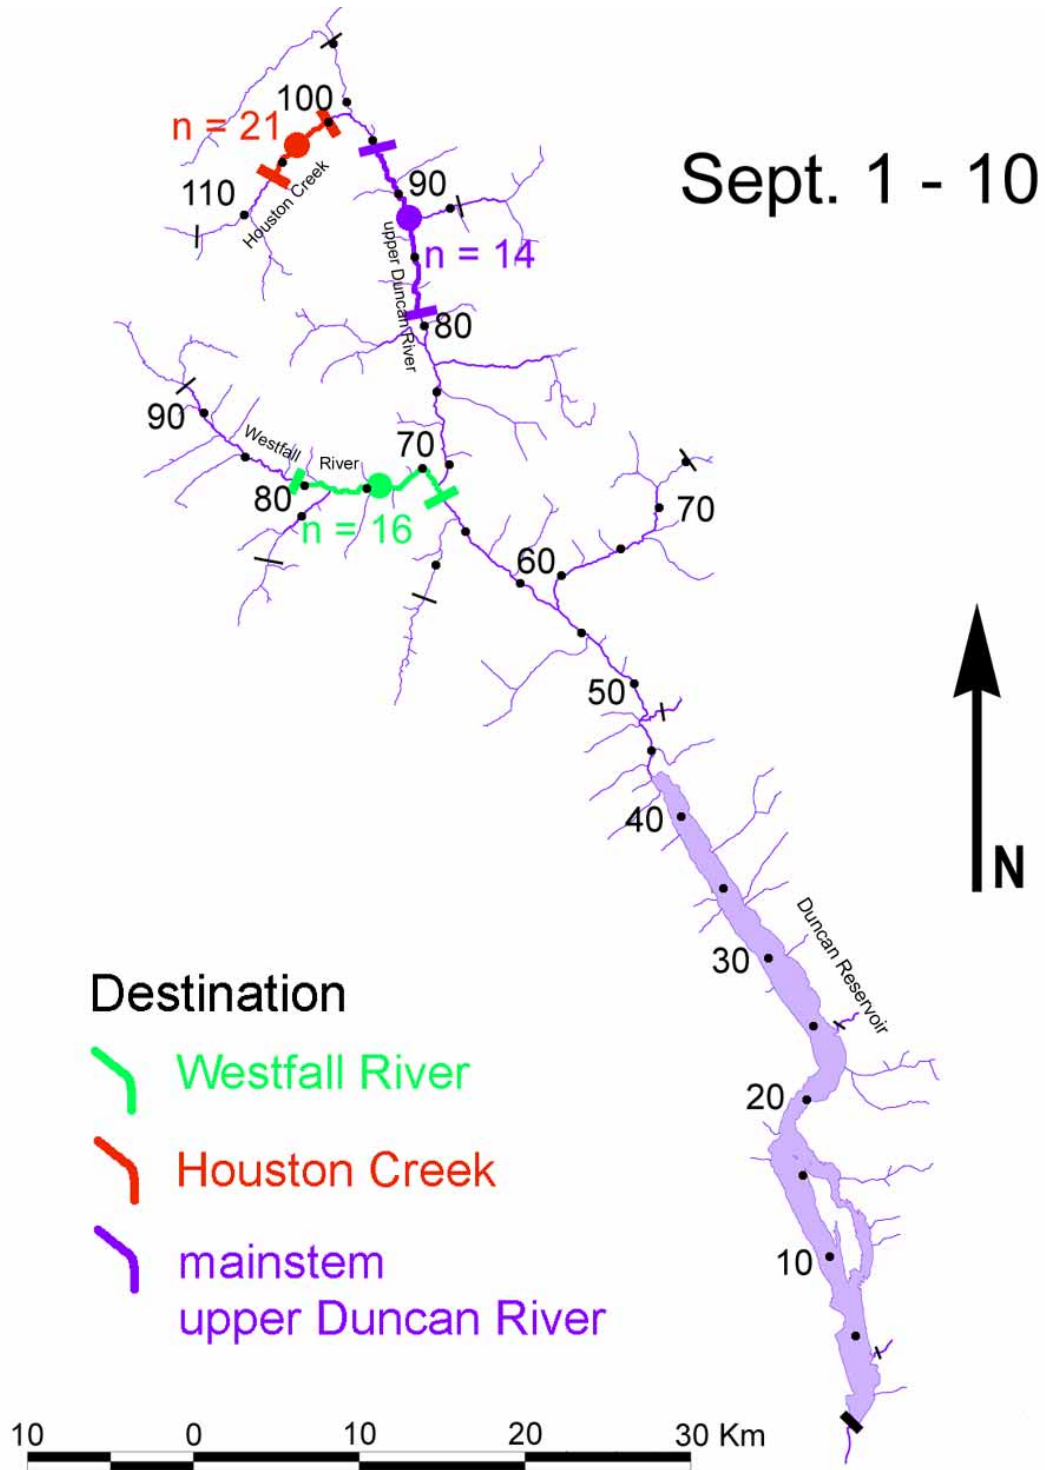 100
n = 21
Sept. 1 - 10
110
Houston Creek
90
upper Duncan River
n = 14
80
90
Westfall River
70
80
n = 16
70
60
50
40
N
30
Duncan Reservoir
Destination
Westfall River
20
Houston Creek
10
mainstem
upper Duncan River
10 0 10 20 30 Km